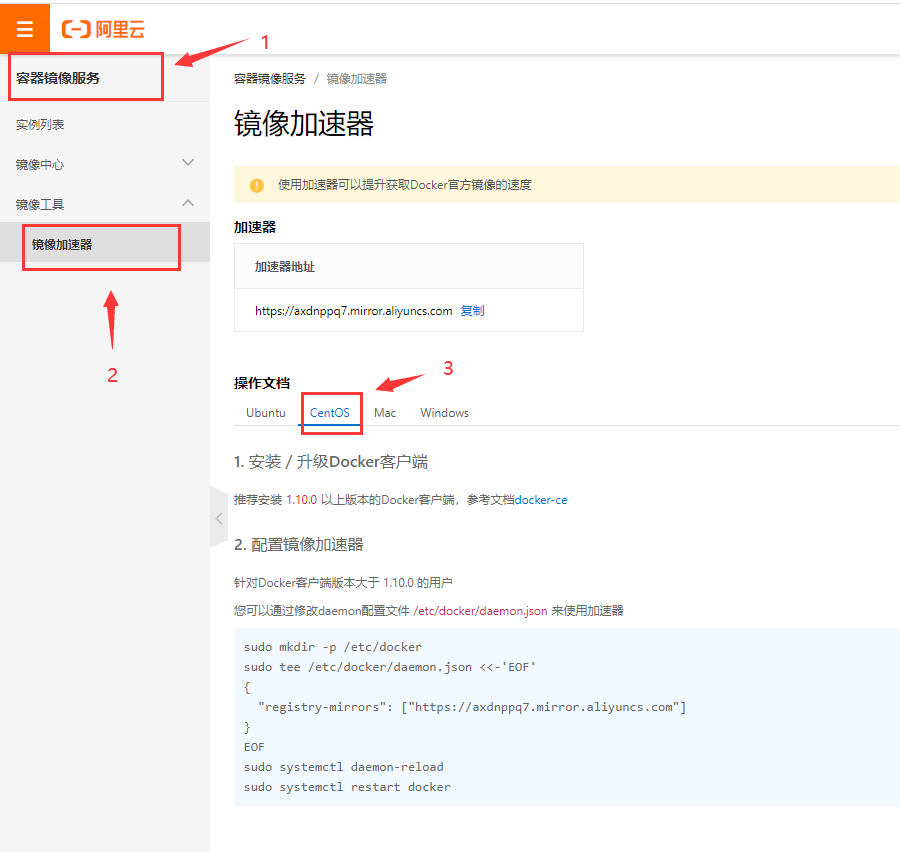 阿里云
1
容器镜像服务
容器镜像服务 / 镜像加速器
镜像加速器
实例列表
镜像中心
镜像工具
镜像加速器
2
使用加速器可以提升获取Docker官方镜像的速度
加速器
加速器地址
https://axdnppq7.mirror.aliyuncs.com 复制
3
操作文档
Ubuntu CentOS Mac Windows
1. 安装 / 升级Docker客户端
推荐安装 1.10.0 以上版本的Docker客户端，参考文档docker-ce
2. 配置镜像加速器
针对Docker客户端版本大于 1.10.0 的用户
您可以通过修改daemon配置文件 /etc/docker/daemon.json 来使用加速器
sudo mkdir -p /etc/docker
sudo tee /etc/docker/daemon.json <<-'EOF'
{
"registry-mirrors": ["https://axdnppq7.mirror.aliyuncs.com"]
}
EOF
sudo systemctl daemon-reload
sudo systemctl restart docker